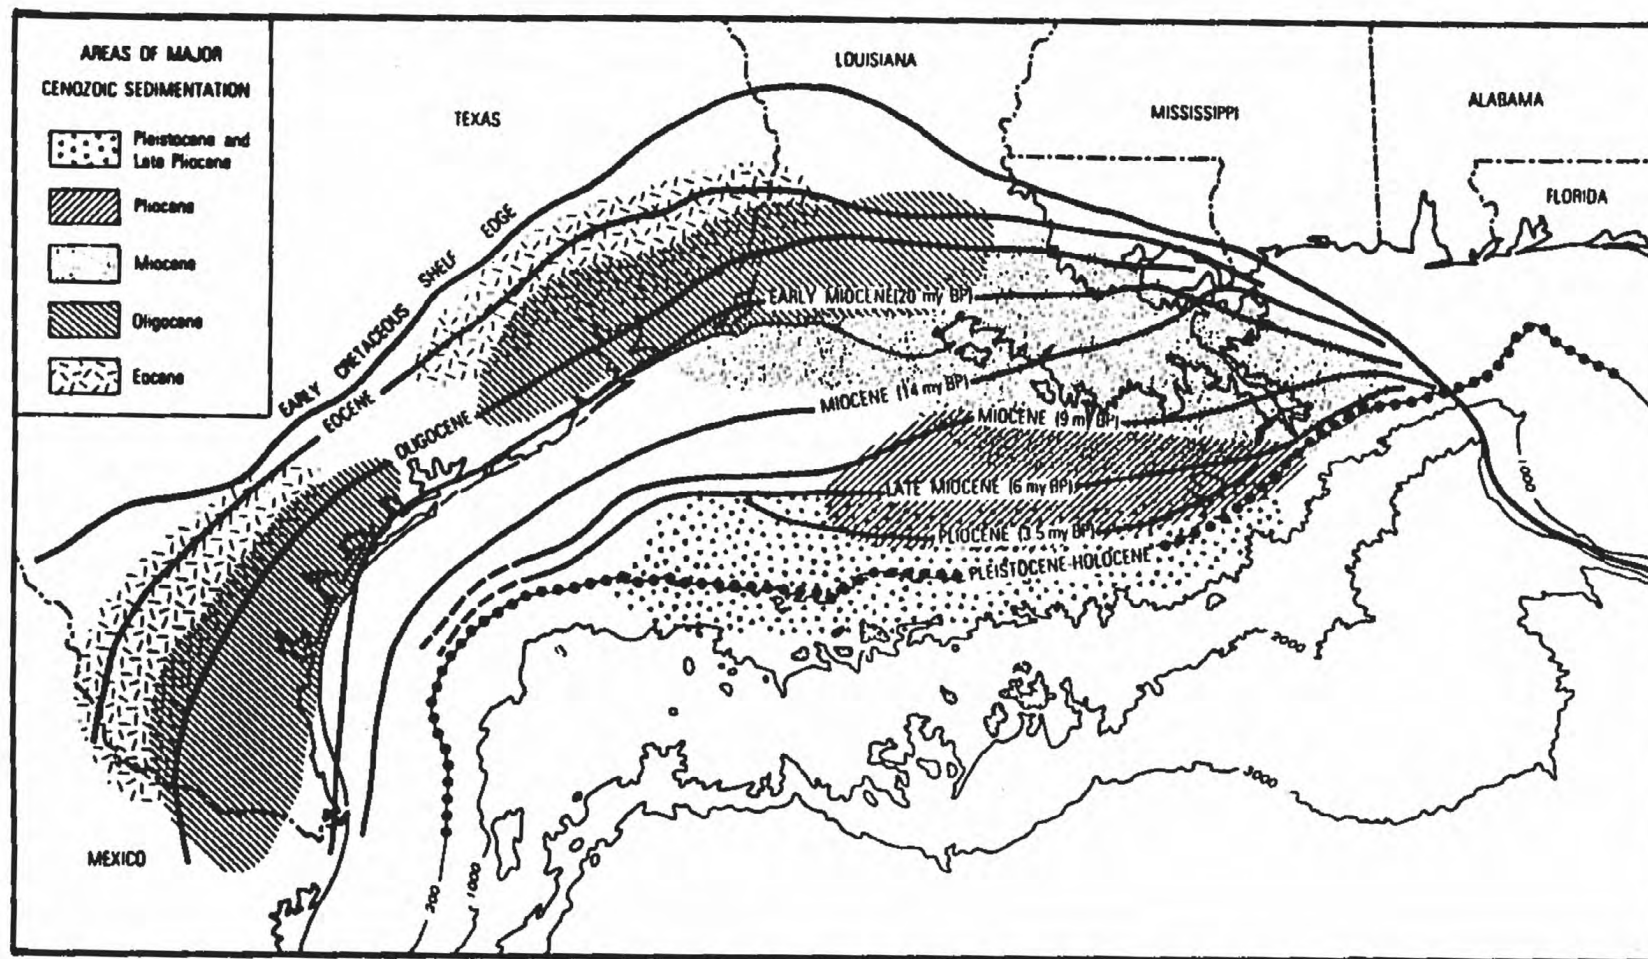 AREAS OF MAJOR
CENOZOIC SEDIMENTATION
Pleistocene and
Late Pliocene
Pliocene
Miocene
Oligocene
Eocene
TEXAS
LOUISIANA
MISSISSIPPI
ALABAMA
FLORIDA
MEXICO
EARLY CRETACEOUS SHELF EDGE
EOCENE
OLIGOCENE
EARLY MIOCENE (20 my BP)
MIOCENE (14 my BP)
MIOCENE (9 my BP)
LATE MIOCENE (6 my BP)
PLIOCENE (3.5 my BP)
PLEISTOCENE-HOLOCENE
1000
2000
3000
200
1000